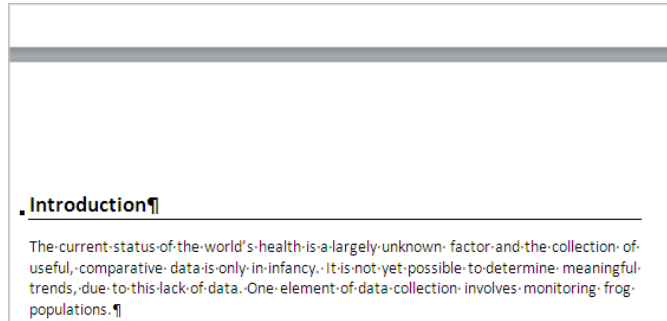 Introduction¶
The·current·status·of·the·world's·health·is·a·largely·unknown· factor·and·the·collection· of·
useful,·comparative· data·is·only·in·infancy.· It·is·not·yet·possible·to·determine· meaningful·
trends,·due·to·this·lack·of·data.·One·element·of·data·collection· involves·monitoring·frog·
populations.¶